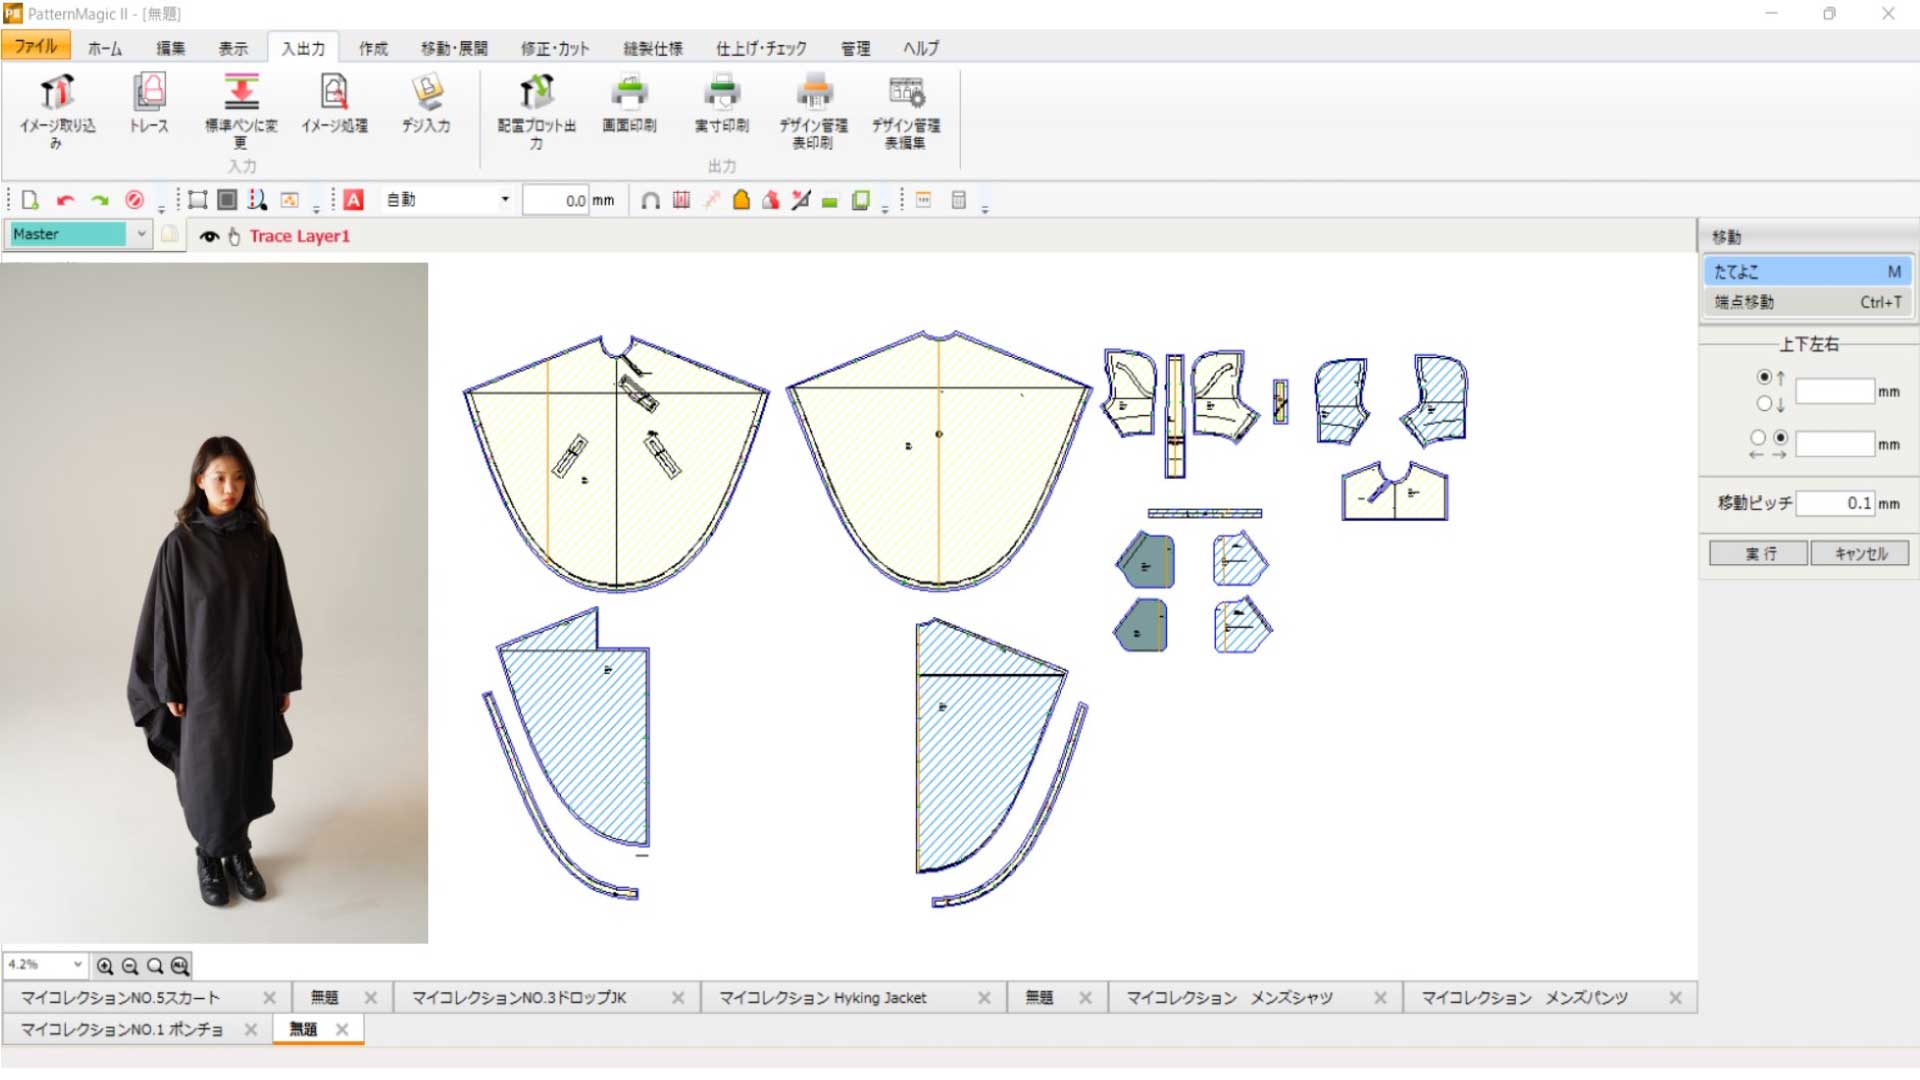 PatternMagic II - [無題]
ファイル ホーム 編集 表示 入出力 作成 移動・展開 修正・カット 縫製仕様 仕上げ・チェック 管理 ヘルプ
イメージ取り込み トレース 標準ペンに変更 イメージ処理 デジ入力 配置プロット出力 画面印刷 実寸印刷 デザイン管理表印刷 デザイン管理表編集
入力 出力
A 自動 0.0 mm
Master Trace Layer1
移動
たてよこ M
端点移動 Ctrl+T
上下左右
↑ mm
↓
mm
← →
移動ピッチ 0.1 mm
実行 キャンセル
4.2%
マイコレクションNO.5スカート 無題 マイコレクションNO.3ドロップJK マイコレクション Hyking Jacket 無題 マイコレクション メンズシャツ マイコレクション メンズパンツ
マイコレクションNO.1 ポンチョ 無題